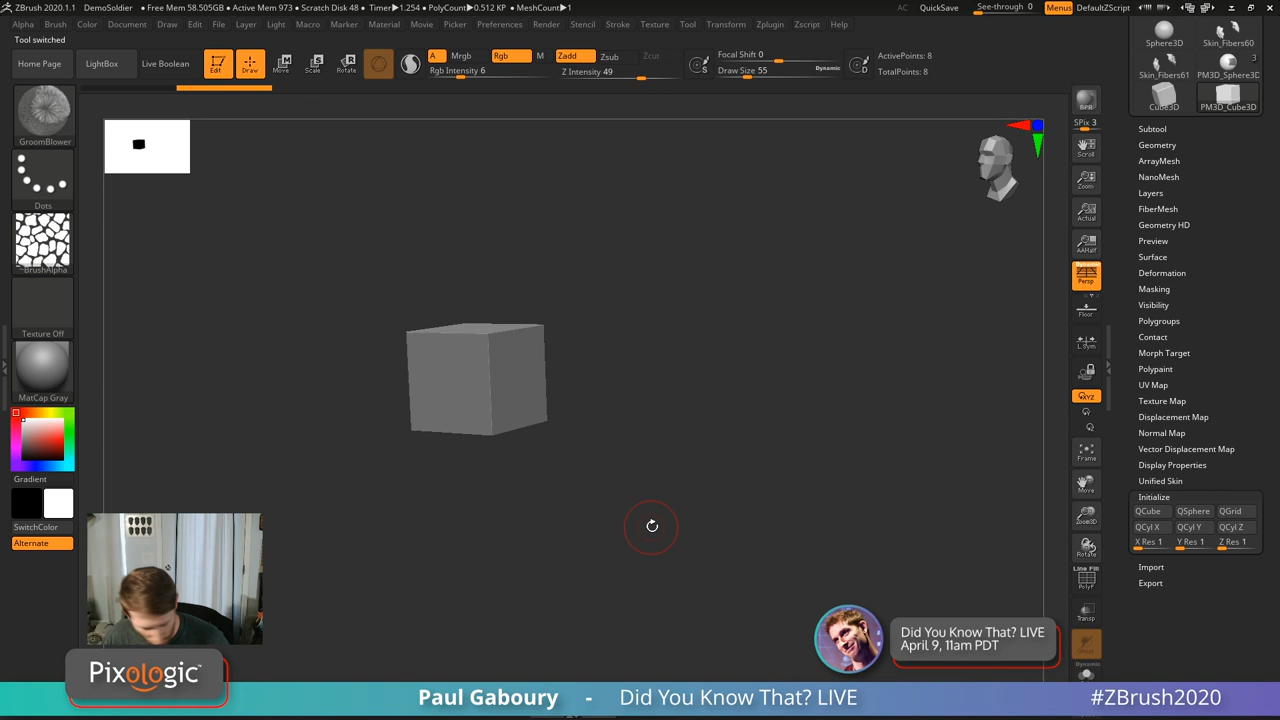 ZBrush 2020.1.1 DemoSoldier ● Free Mem 58.505GB ● Active Mem 973 ● Scratch Disk 48 ● Timer▶1.254 ● PolyCount▶0.512 KP ● MeshCount▶1 AC QuickSave See-through 0 Menus DefaultZScript
Alpha Brush Color Document Draw Edit File Layer Light Macro Marker Material Movie Picker Preferences Render Stencil Stroke Texture Tool Transform Zplugin Zscript Help
Tool switched
Home Page LightBox Live Boolean Edit Draw Move Scale Rotate A Mrgb Rgb M Zadd Zsub Zcut Focal Shift 0 ActivePoints: 8
Rgb Intensity 6 Z Intensity 49 Draw Size 55 Dynamic TotalPoints: 8
S D
Sphere3D Skin_Fibers60
3
Skin_Fibers61 PM3D_Sphere3D
Cube3D PM3D_Cube3D
GroomBlower
Dots
~BrushAlpha
Texture Off
MatCap Gray
Gradient
SwitchColor
Alternate
BPR
SPix 3
Scroll
Zoom
Actual
AAHalf
Dynamic
Persp
Floor
L.Sym
XYZ
Frame
Move
Zoom3D
Rotate
Line Fill
PolyF
Transp
Dynamic
Subtool
Geometry
ArrayMesh
NanoMesh
Layers
FiberMesh
Geometry HD
Preview
Surface
Deformation
Masking
Visibility
Polygroups
Contact
Morph Target
Polypaint
UV Map
Texture Map
Displacement Map
Normal Map
Vector Displacement Map
Display Properties
Unified Skin
Initialize
QCube QSphere QGrid
QCyl X QCyl Y QCyl Z
X Res 1 Y Res 1 Z Res 1
Import
Export
Did You Know That? LIVE
April 9, 11am PDT
Pixologic™
Paul Gaboury - Did You Know That? LIVE #ZBrush2020